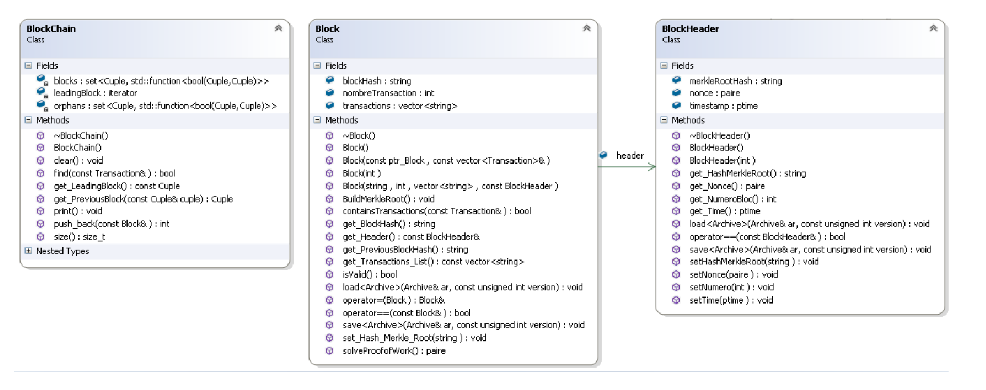 BlockChain
Class
Fields
blocks : set<Cuple, std::function<bool(Cuple,Cuple)>>
leadingBlock : iterator
orphans : set<Cuple, std::function<bool(Cuple,Cuple)>>
Methods
~BlockChain()
BlockChain()
clear() : void
find(const Transaction& ) : bool
get_LeadingBlock() : const Cuple
get_PreviousBlock(const Cuple& cuple) : Cuple
print() : void
push_back(const Block& ) : int
size() : size_t
Nested Types
Block
Class
Fields
blockHash : string
nombreTransaction : int
transactions : vector<string>
Methods
~Block()
Block()
Block(const ptr_Block , const vector<Transaction>& )
Block(int )
Block(string , int , vector<string> , const BlockHeader )
BuildMerkleRoot() : void
containsTransactions(const Transaction& ) : bool
get_BlockHash() : string
get_Header() : const BlockHeader&
get_PreviousBlockHash() : string
get_Transactions_List() : const vector<string>
isValid() : bool
load<Archive>(Archive& ar, const unsigned int version) : void
operator=(Block ) : Block&
operator==(const Block& ) : bool
save<Archive>(Archive& ar, const unsigned int version) : void
set_Hash_Merkle_Root(string ) : void
solveProofofWork() : paire
header
BlockHeader
Class
Fields
merkleRootHash : string
nonce : paire
timestamp : ptime
Methods
~BlockHeader()
BlockHeader()
BlockHeader(int )
get_HashMerkleRoot() : string
get_Nonce() : paire
get_NumeroBloc() : int
get_Time() : ptime
load<Archive>(Archive& ar, const unsigned int version) : void
operator==(const BlockHeader& ) : bool
save<Archive>(Archive& ar, const unsigned int version) : void
setHashMerkleRoot(string ) : void
setNonce(paire ) : void
setNumero(int ) : void
setTime(ptime ) : void